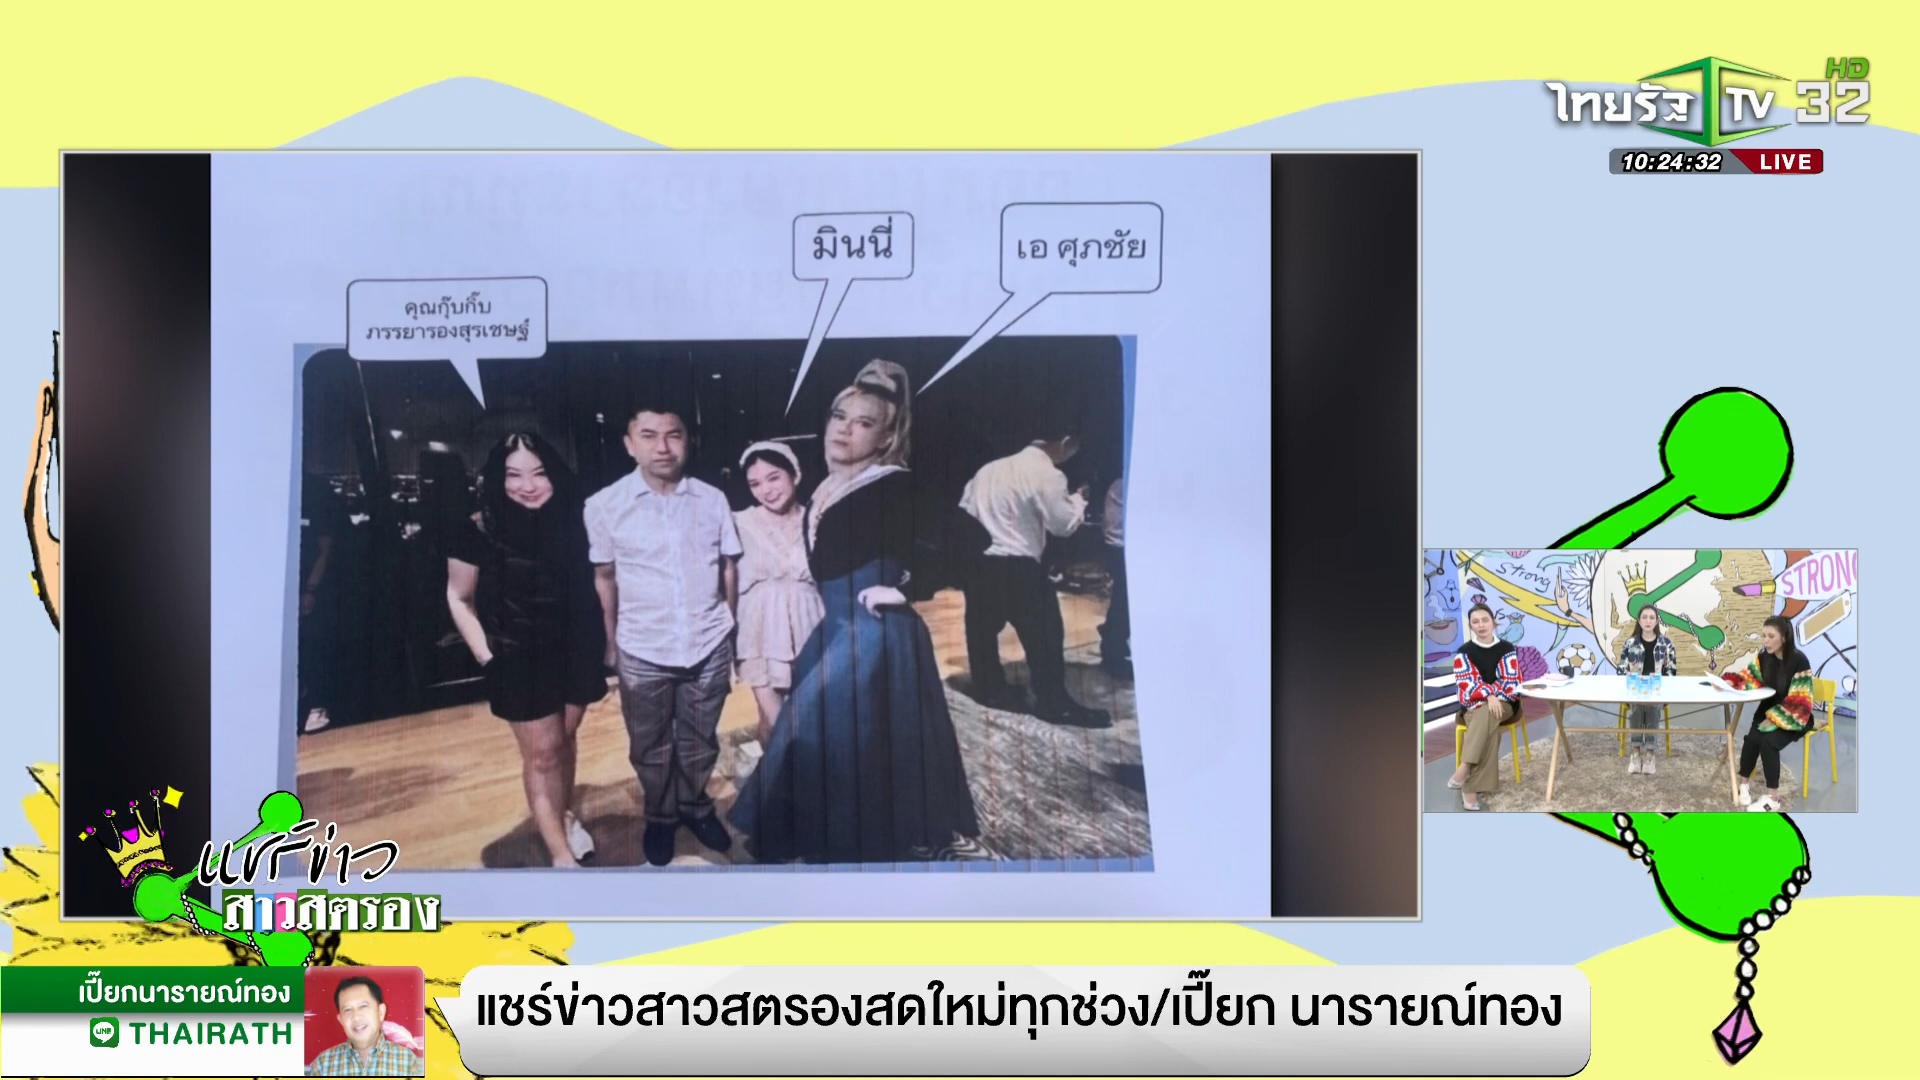 HD
ไทยรัฐ TV 32
10:24:32 LIVE
มินนี่
เอ ศุภชัย
คุณกุ๊บกิ๊บ
ภรรยารองสุรเชษฐ์
Strong
STRONG
แชร์ข่าว
สาวสตรอง
เปี๊ยกนารายณ์ทอง
LINE THAIRATH
แชร์ข่าวสาวสตรองสดใหม่ทุกช่วง/เปี๊ยก นารายณ์ทอง